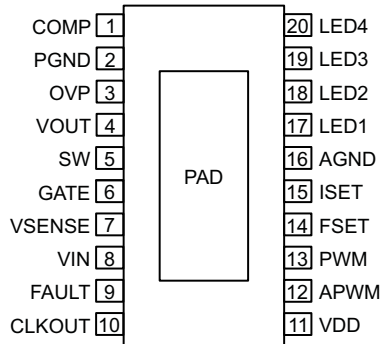 COMP 1
PGND 2
OVP 3
VOUT 4
SW 5
GATE 6
VSENSE 7
VIN 8
FAULT 9
CLKOUT 10
PAD
20 LED4
19 LED3
18 LED2
17 LED1
16 AGND
15 ISET
14 FSET
13 PWM
12 APWM
11 VDD